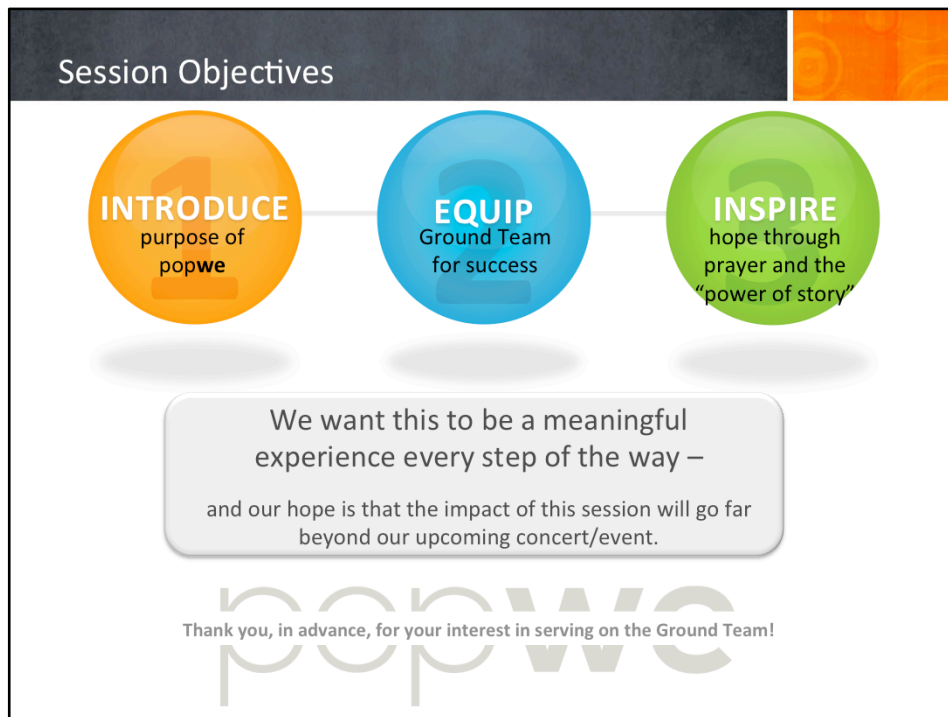 Session Objectives
1
INTRODUCE
purpose of
popwe
2
EQUIP
Ground Team
for success
3
INSPIRE
hope through
prayer and the
“power of story”
We want this to be a meaningful
experience every step of the way –
and our hope is that the impact of this session will go far
beyond our upcoming concert/event.
popwe
Thank you, in advance, for your interest in serving on the Ground Team!